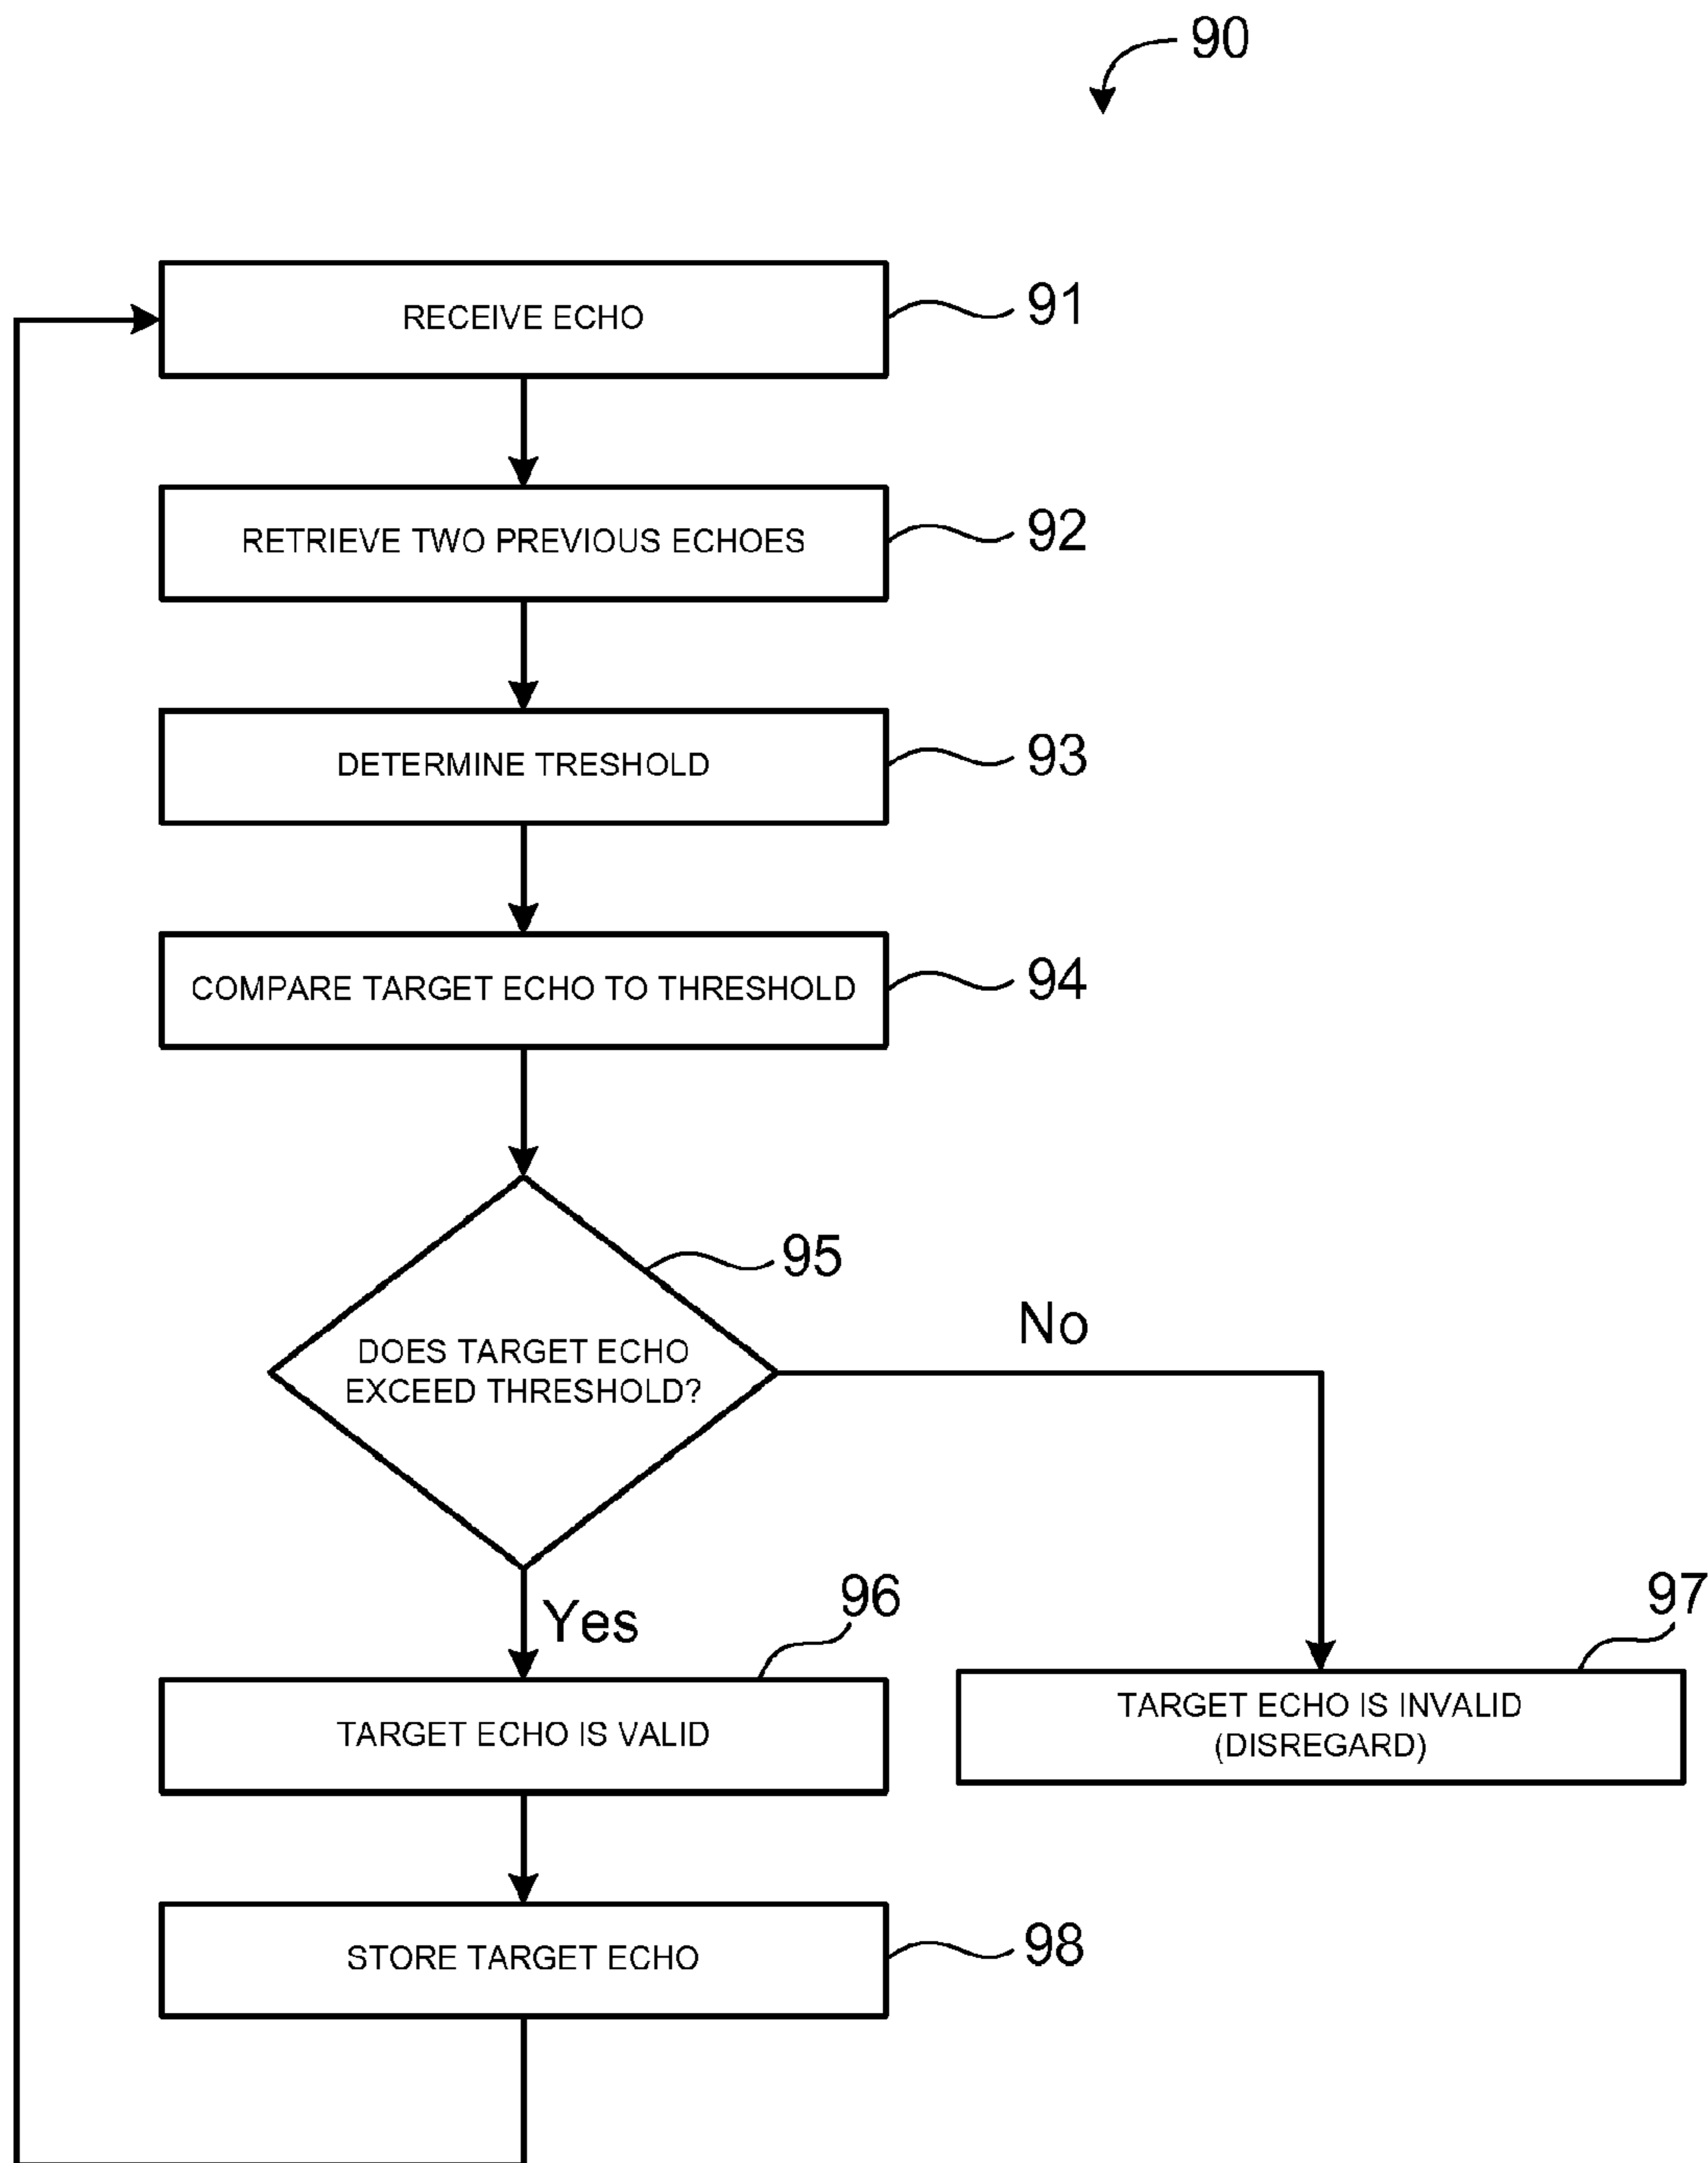 90
RECEIVE ECHO
91
RETRIEVE TWO PREVIOUS ECHOES
92
DETERMINE TRESHOLD
93
COMPARE TARGET ECHO TO THRESHOLD
94
95
DOES TARGET ECHO
EXCEED THRESHOLD?
No
Yes
96
97
TARGET ECHO IS VALID
TARGET ECHO IS INVALID
(DISREGARD)
STORE TARGET ECHO
98